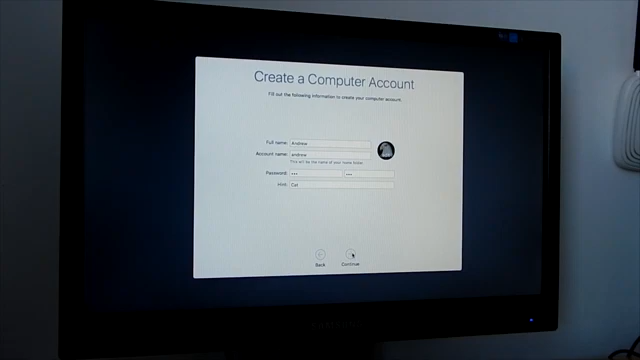 Create a Computer Account
Fill out the following information to create your computer account.
Full name: Andrew
Account name: andrew
This will be the name of your home folder.
Password: ••• •••
Hint: Cat
Back Continue
SAMSUNG